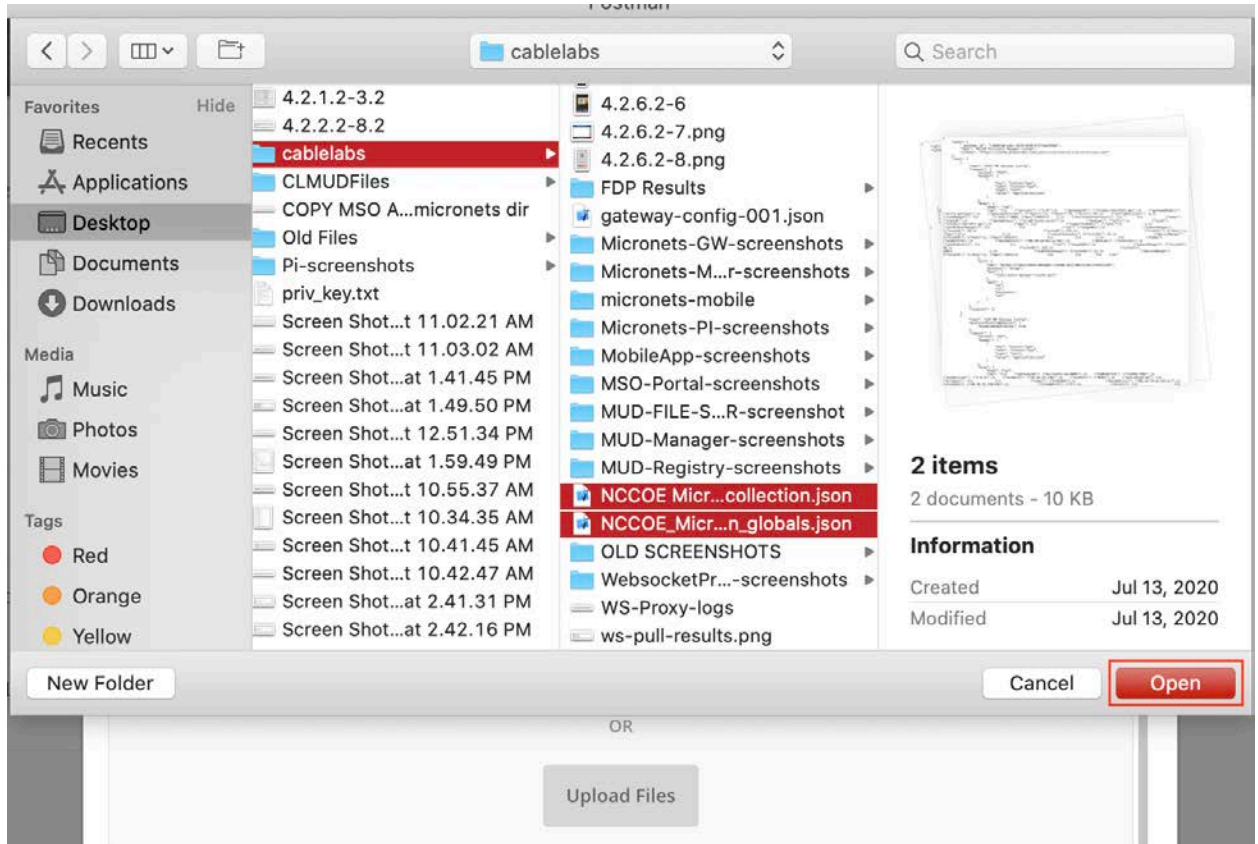 Postman
cablelabs
Search
Favorites Hide
Recents
Applications
Desktop
Documents
Downloads
Media
Music
Photos
Movies
Tags
Red
Orange
Yellow
4.2.1.2-3.2
4.2.2.2-8.2
cablelabs
CLMUDFiles
COPY MSO A...micronets dir
Old Files
Pi-screenshots
priv_key.txt
Screen Shot...t 11.02.21 AM
Screen Shot...t 11.03.02 AM
Screen Shot...at 1.41.45 PM
Screen Shot...at 1.49.50 PM
Screen Shot...t 12.51.34 PM
Screen Shot...at 1.59.49 PM
Screen Shot...t 10.55.37 AM
Screen Shot...t 10.34.35 AM
Screen Shot...t 10.41.45 AM
Screen Shot...t 10.42.47 AM
Screen Shot...at 2.41.31 PM
Screen Shot...at 2.42.16 PM
4.2.6.2-6
4.2.6.2-7.png
4.2.6.2-8.png
FDP Results
gateway-config-001.json
Micronets-GW-screenshots
Micronets-M...r-screenshots
micronets-mobile
Micronets-PI-screenshots
MobileApp-screenshots
MSO-Portal-screenshots
MUD-FILE-S...R-screenshot
MUD-Manager-screenshots
MUD-Registry-screenshots
NCCOE Micr...collection.json
NCCOE_Micr...n_globals.json
OLD SCREENSHOTS
WebsocketPr...-screenshots
WS-Proxy-logs
ws-pull-results.png
2 items
2 documents - 10 KB
Information
Created Jul 13, 2020
Modified Jul 13, 2020
New Folder
Cancel
Open
OR
Upload Files